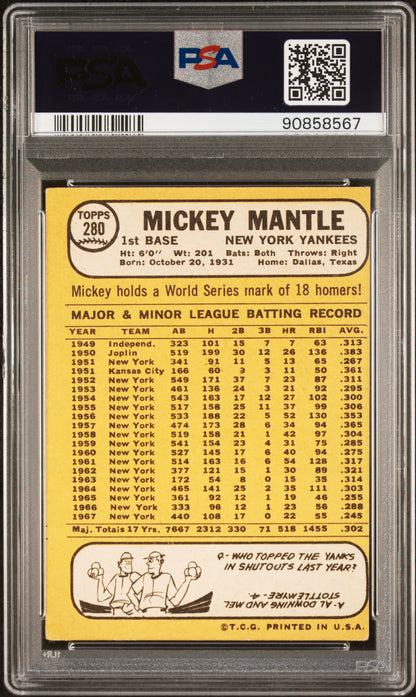 PSA
PSA
90858567
TOPPS
280
MICKEY MANTLE
1st BASE NEW YORK YANKEES
Ht: 6'0" Wt: 201 Bats: Both Throws: Right
Born: October 20, 1931 Home: Dallas, Texas
Mickey holds a World Series mark of 18 homers!
MAJOR & MINOR LEAGUE BATTING RECORD
YEAR TEAM AB H 2B 3B HR RBI AVG.
1949 Independ. 323 101 15 7 7 63 .313
1950 Joplin 519 199 30 12 26 136 .383
1951 New York 341 91 11 5 13 65 .267
1951 Kansas City 166 60 9 3 11 50 .361
1952 New York 549 171 37 7 23 87 .311
1953 New York 461 136 24 3 21 92 .295
1954 New York 543 163 17 12 27 102 .300
1955 New York 517 158 25 11 37 99 .306
1956 New York 533 188 22 5 52 130 .353
1957 New York 474 173 28 6 34 94 .365
1958 New York 519 158 21 1 42 97 .304
1959 New York 541 154 23 4 31 75 .285
1960 New York 527 145 17 6 40 94 .275
1961 New York 514 163 16 6 54 128 .317
1962 New York 377 121 15 1 30 89 .321
1963 New York 172 54 8 0 15 35 .314
1964 New York 465 141 25 2 35 111 .303
1965 New York 361 92 12 1 19 46 .255
1966 New York 333 96 12 1 23 56 .288
1967 New York 440 108 17 0 22 55 .245
Maj. Totals 17 Yrs. 7667 2312 330 71 518 1455 .302
Q-WHO TOPPED THE YANKS
IN SHUTOUTS LAST YEAR?
A-AL DOWNING AND MEL
STOTTLEMYRE-4.
©T.C.G. PRINTED IN U.S.A.
PSA